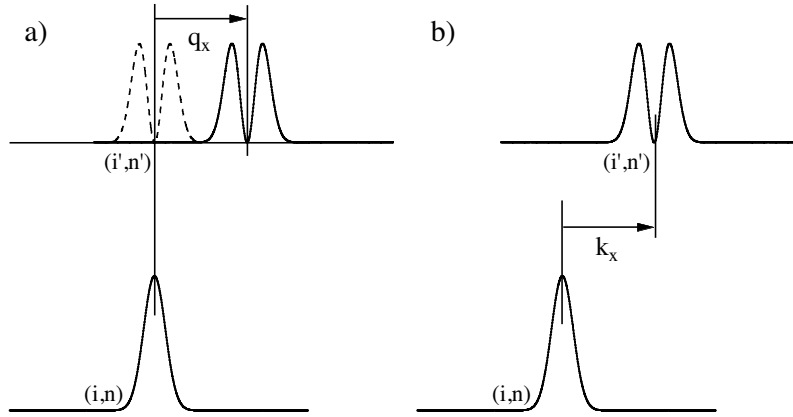 a)
q_x
(i',n')
(i,n)
b)
(i',n')
k_x
(i,n)